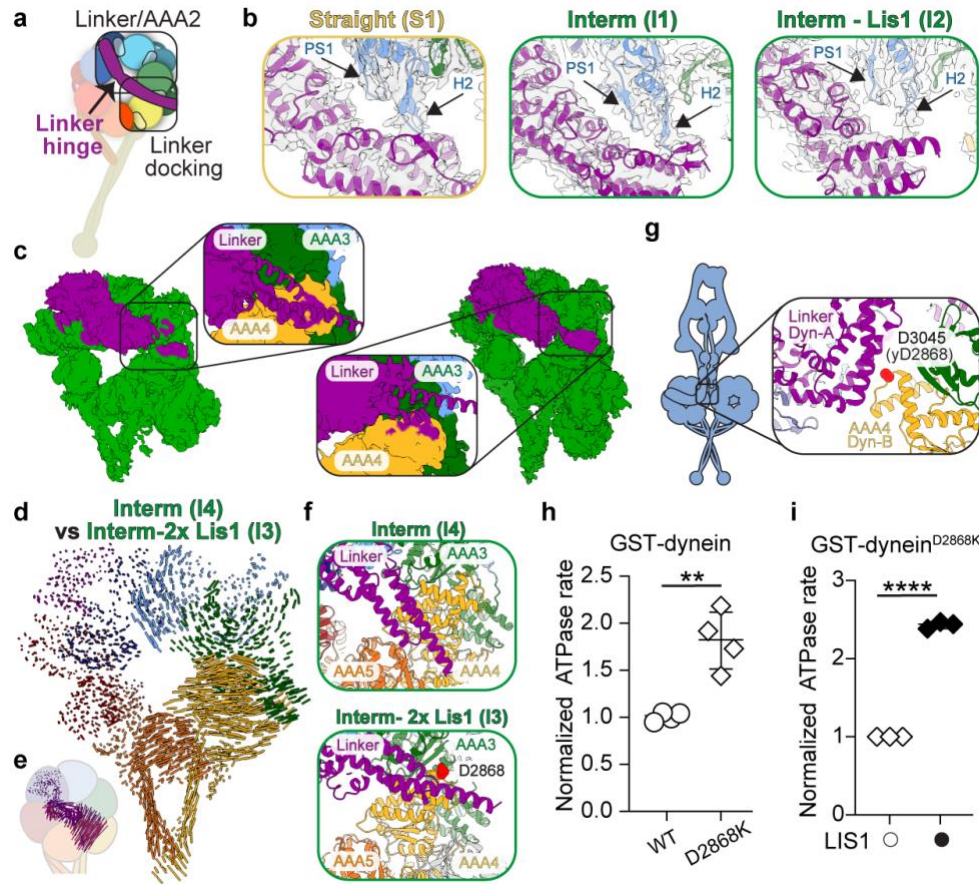 a
Linker/AAA2
Linker
hinge
Linker
docking
b
Straight (S1)
PS1
H2
Interm (I1)
PS1
H2
Interm - Lis1 (I2)
PS1
H2
c
Linker
AAA3
AAA4
Linker
AAA3
AAA4
g
Linker
Dyn-A
D3045
(yD2868)
AAA4
Dyn-B
d
Interm (I4)
vs Interm-2x Lis1 (I3)
e
f
Interm (I4)
Linker
AAA3
AAA5
AAA4
Interm- 2x Lis1 (I3)
Linker
AAA3
D2868
AAA5
AAA4
h
GST-dynein
Normalized ATPase rate
2.5
2.0
1.5
1.0
0.5
0.0
**
WT
D2868K
i
GST-dynein^D2868K
Normalized ATPase rate
3
2
1
0
****
LIS1